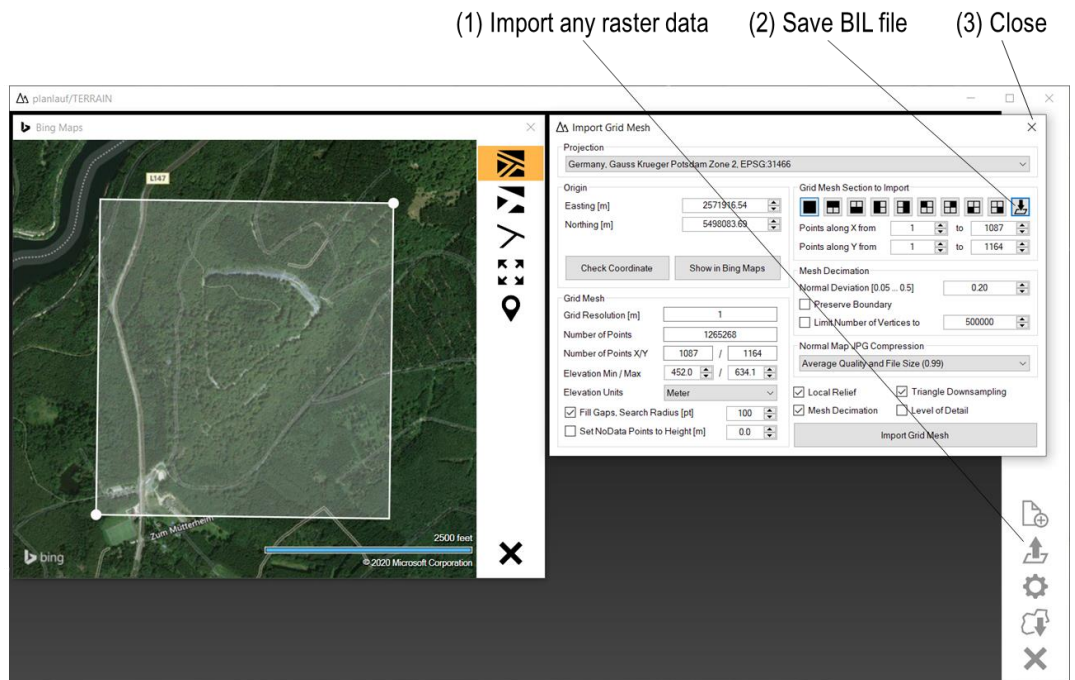 (1) Import any raster data (2) Save BIL file (3) Close
planlauf/TERRAIN
Bing Maps
L147
Zum Mütterheim
2500 feet
bing
© 2020 Microsoft Corporation
Import Grid Mesh
Projection
Germany, Gauss Krueger Potsdam Zone 2, EPSG:31466
Origin
Easting [m] 2571916.54
Northing [m] 5498083.69
Check Coordinate Show in Bing Maps
Grid Mesh
Grid Resolution [m] 1
Number of Points 1265268
Number of Points X/Y 1087 / 1164
Elevation Min / Max 452.0 / 634.1
Elevation Units Meter
Fill Gaps, Search Radius [pt] 100
Set NoData Points to Height [m] 0.0
Grid Mesh Section to Import
Points along X from 1 to 1087
Points along Y from 1 to 1164
Mesh Decimation
Normal Deviation [0.05 ... 0.5] 0.20
Preserve Boundary
Limit Number of Vertices to 500000
Normal Map JPG Compression
Average Quality and File Size (0.99)
Local Relief Triangle Downsampling
Mesh Decimation Level of Detail
Import Grid Mesh